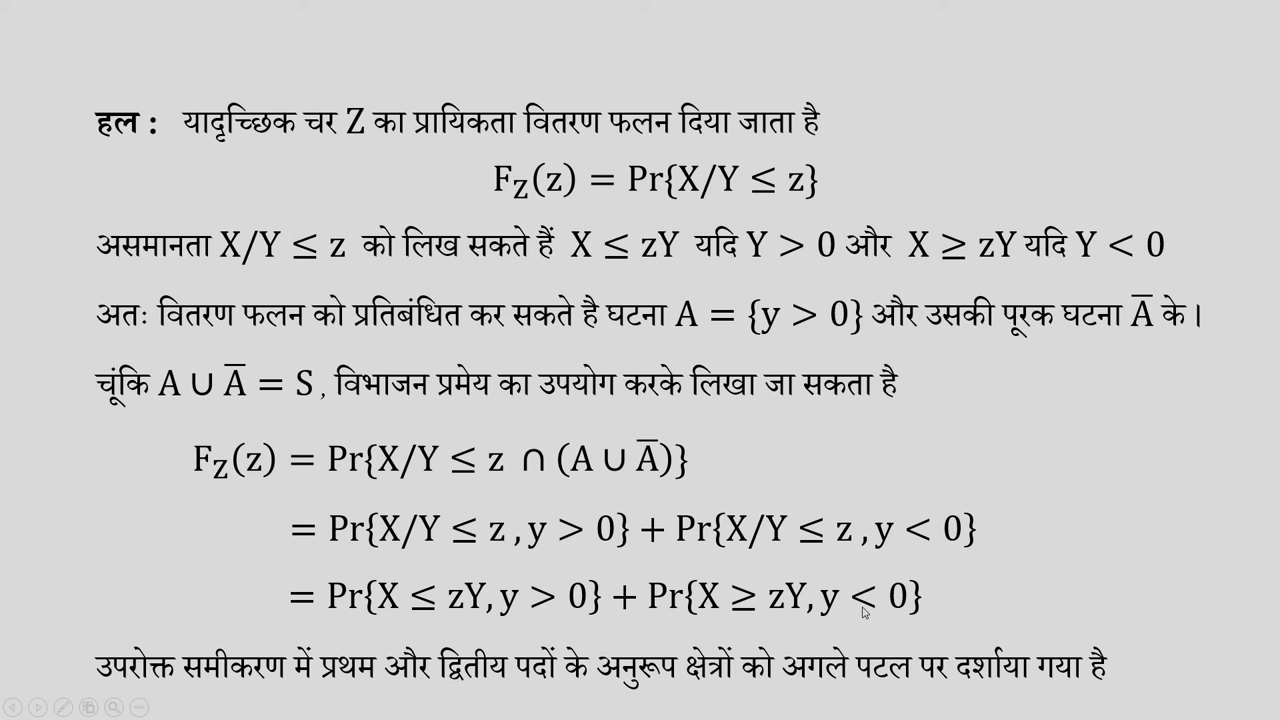 हल : यादृच्छिक चर Z का प्रायिकता वितरण फलन दिया जाता है
F_Z(z) = Pr{X/Y ≤ z}
असमानता X/Y ≤ z को लिख सकते हैं X ≤ zY यदि Y > 0 और X ≥ zY यदि Y < 0
अतः वितरण फलन को प्रतिबंधित कर सकते है घटना A = {y > 0} और उसकी पूरक घटना A̅ के।
चूंकि A ∪ A̅ = S , विभाजन प्रमेय का उपयोग करके लिखा जा सकता है
F_Z(z) = Pr{X/Y ≤ z ∩ (A ∪ A̅)}
= Pr{X/Y ≤ z , y > 0} + Pr{X/Y ≤ z , y < 0}
= Pr{X ≤ zY, y > 0} + Pr{X ≥ zY, y < 0}
उपरोक्त समीकरण में प्रथम और द्वितीय पदों के अनुरूप क्षेत्रों को अगले पटल पर दर्शाया गया है